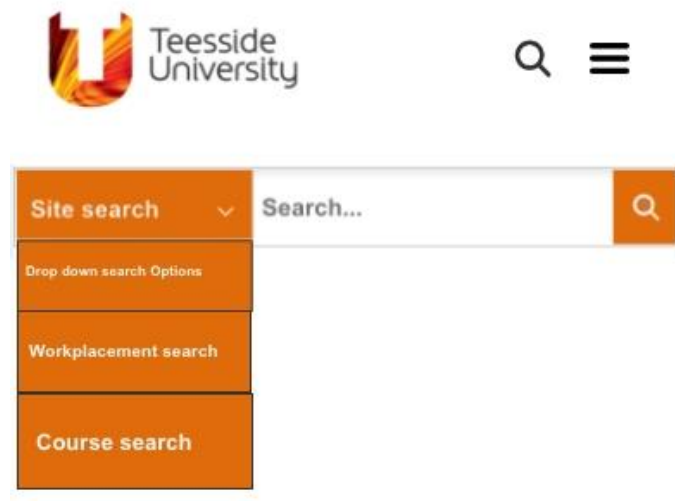 Teesside
University
Site search
Search...
Drop down search Options
Workplacement search
Course search